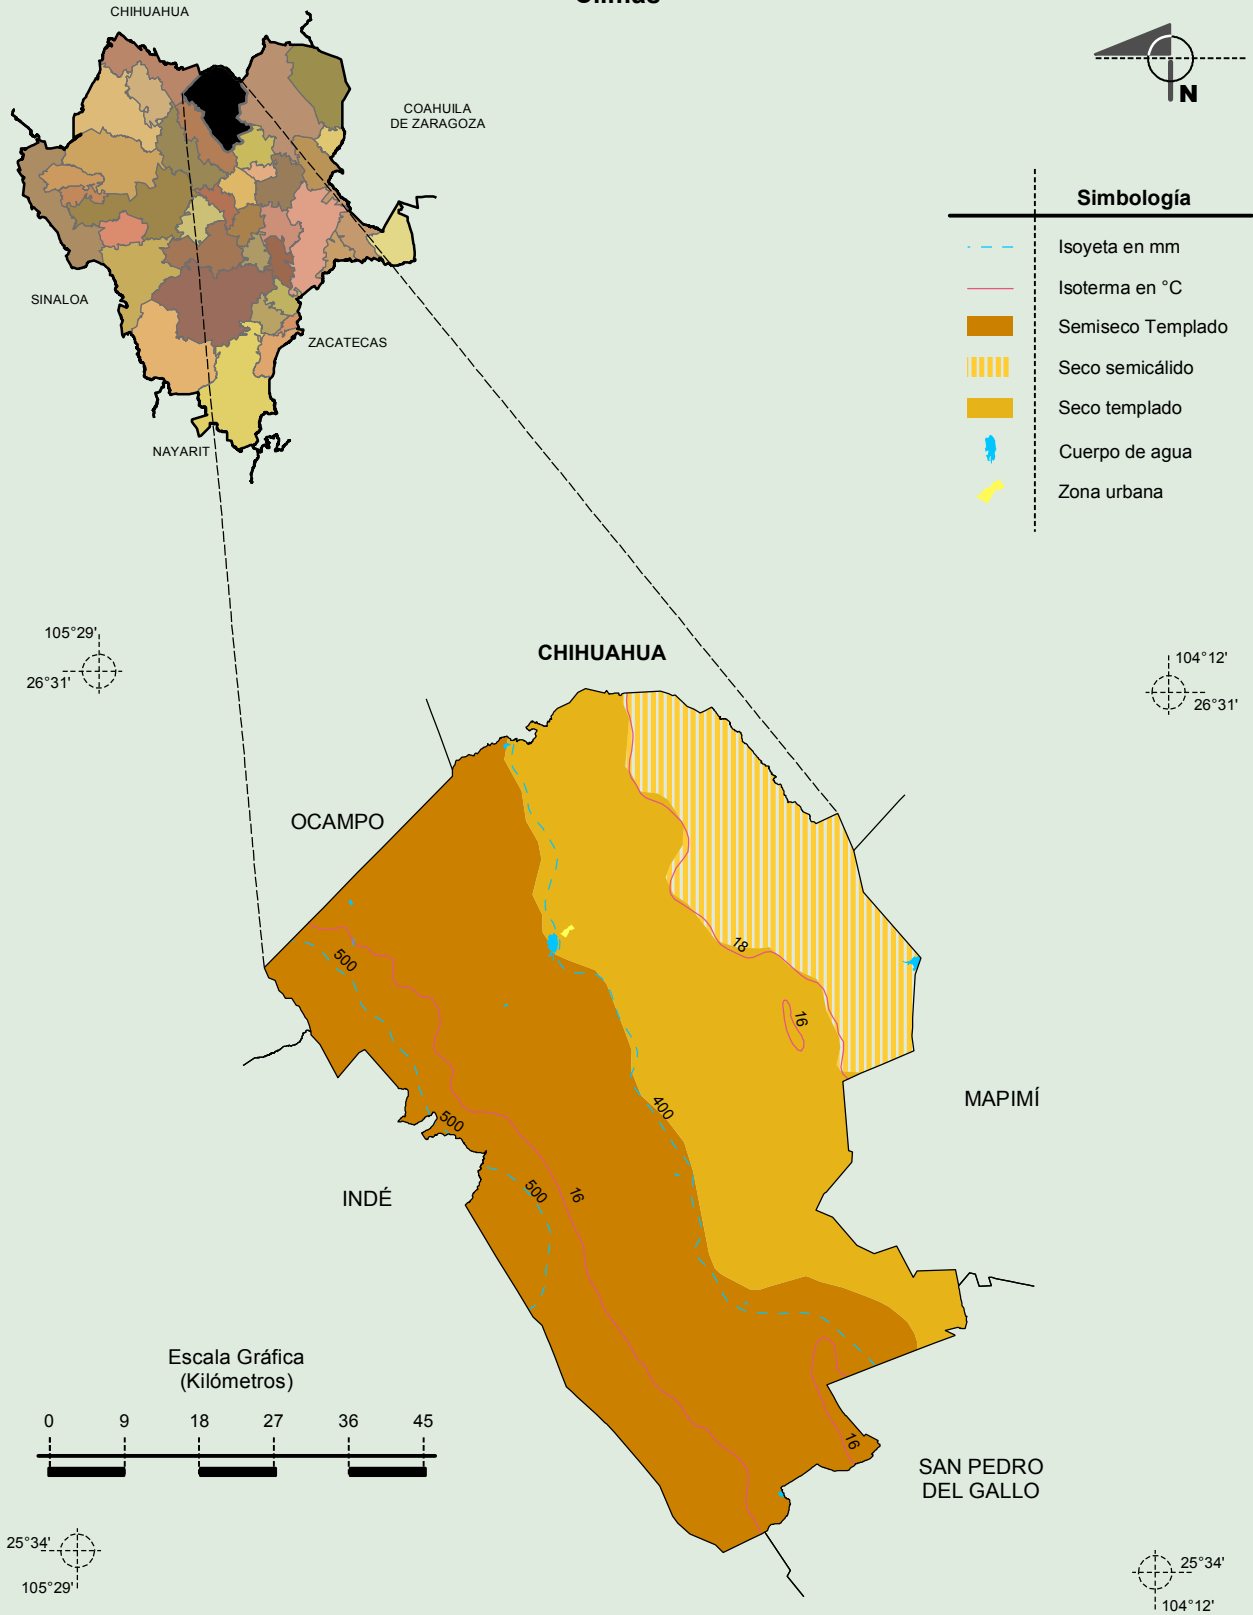 Climas
CHIHUAHUA
COAHUILA
DE ZARAGOZA
SINALOA
ZACATECAS
NAYARIT
N
Simbología
Isoyeta en mm
Isoterma en °C
Semiseco Templado
Seco semicálido
Seco templado
Cuerpo de agua
Zona urbana
105°29'
26°31'
104°12'
26°31'
CHIHUAHUA
OCAMPO
18
500
16
MAPIMÍ
400
500
INDÉ
500
16
Escala Gráfica
(Kilómetros)
0 9 18 27 36 45
16
SAN PEDRO
DEL GALLO
25°34'
105°29'
25°34'
104°12'